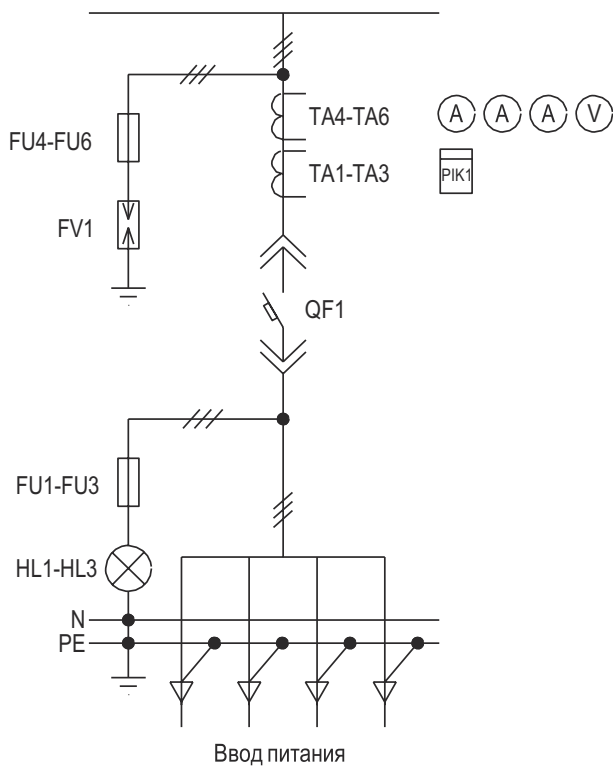 TA4-TA6
A A A V
FU4-FU6
TA1-TA3
PIK1
FV1
QF1
FU1-FU3
HL1-HL3
N
PE
Ввод питания